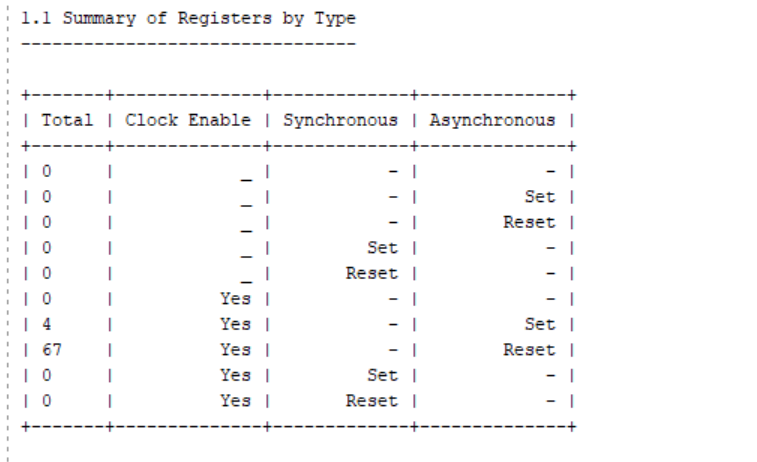 1.1 Summary of Registers by Type
--------------------------------
+-------+--------------+-------------+--------------+
| Total | Clock Enable | Synchronous | Asynchronous |
+-------+--------------+-------------+--------------+
| 0     |            _ |           - |            - |
| 0     |            _ |           - |          Set |
| 0     |            _ |           - |        Reset |
| 0     |            _ |         Set |            - |
| 0     |            _ |       Reset |            - |
| 0     |          Yes |           - |            - |
| 4     |          Yes |           - |          Set |
| 67    |          Yes |           - |        Reset |
| 0     |          Yes |         Set |            - |
| 0     |          Yes |       Reset |            - |
+-------+--------------+-------------+--------------+